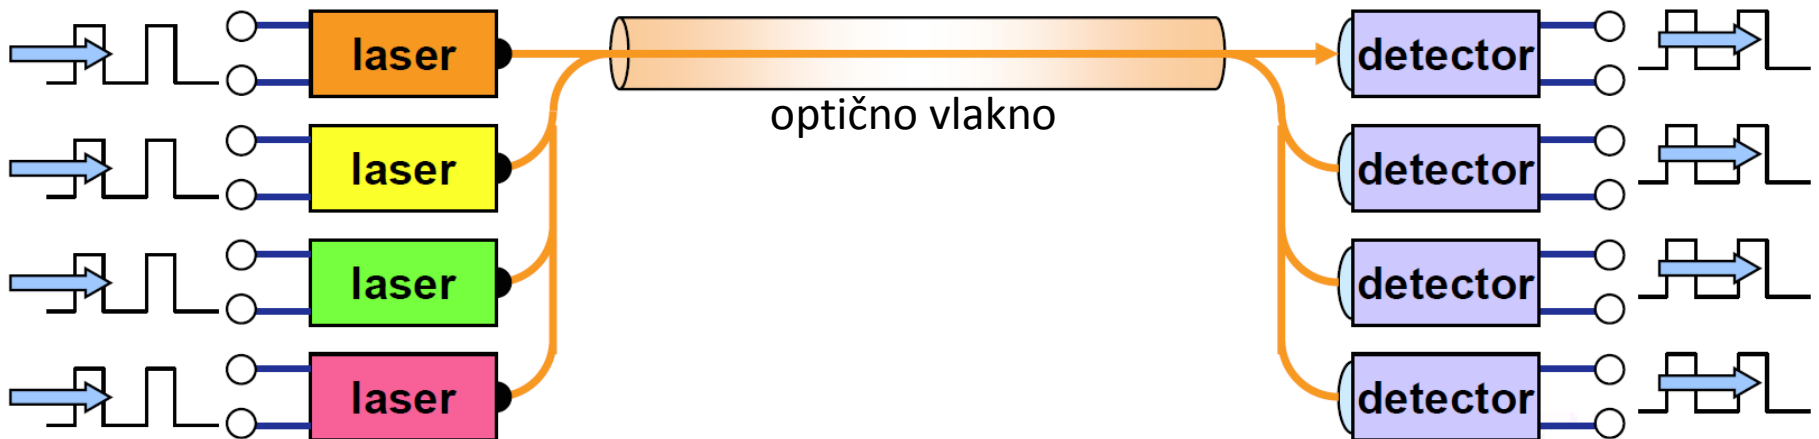 laser
detector
optično vlakno
laser
detector
laser
detector
laser
detector